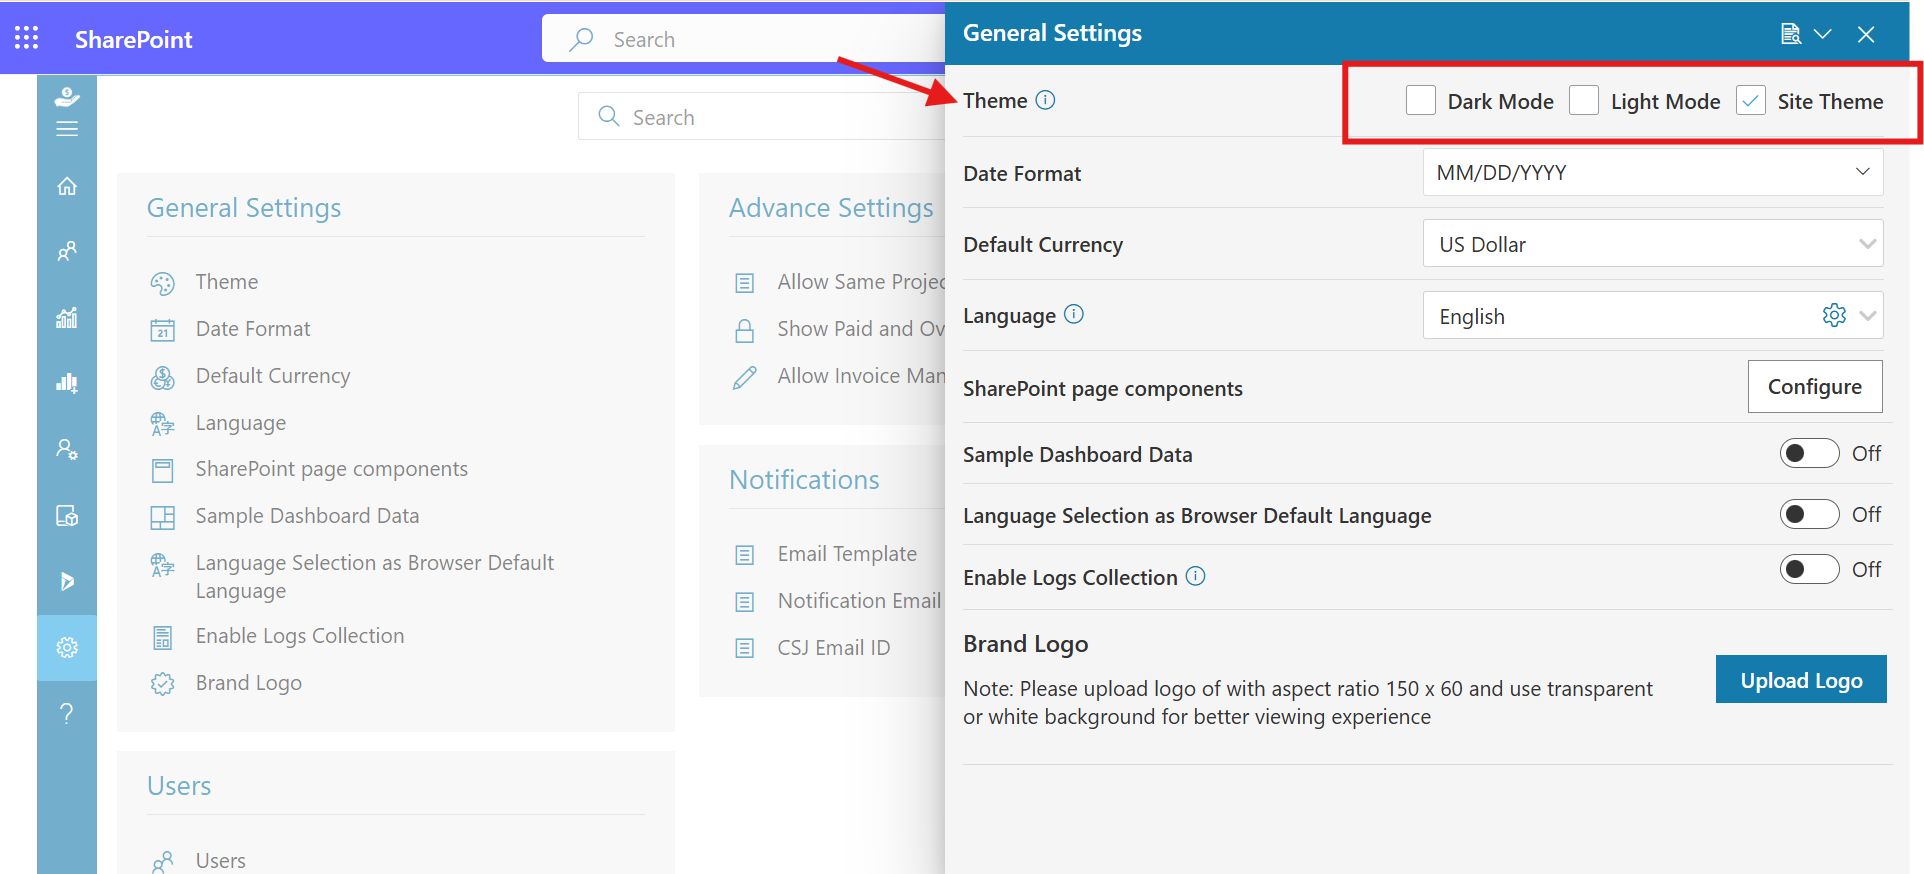 SharePoint
Search
Search
General Settings
Theme
Date Format
21
Default Currency
Language
SharePoint page components
Sample Dashboard Data
Language Selection as Browser Default
Language
Enable Logs Collection
Brand Logo
Users
Users
Advance Settings
Allow Same Projec
Show Paid and Ov
Allow Invoice Man
Notifications
Email Template
Notification Email
CSJ Email ID
General Settings
Theme
Dark Mode
Light Mode
Site Theme
Date Format
MM/DD/YYYY
Default Currency
US Dollar
Language
English
SharePoint page components
Configure
Sample Dashboard Data
Off
Language Selection as Browser Default Language
Off
Enable Logs Collection
Off
Brand Logo
Note: Please upload logo of with aspect ratio 150 x 60 and use transparent
or white background for better viewing experience
Upload Logo